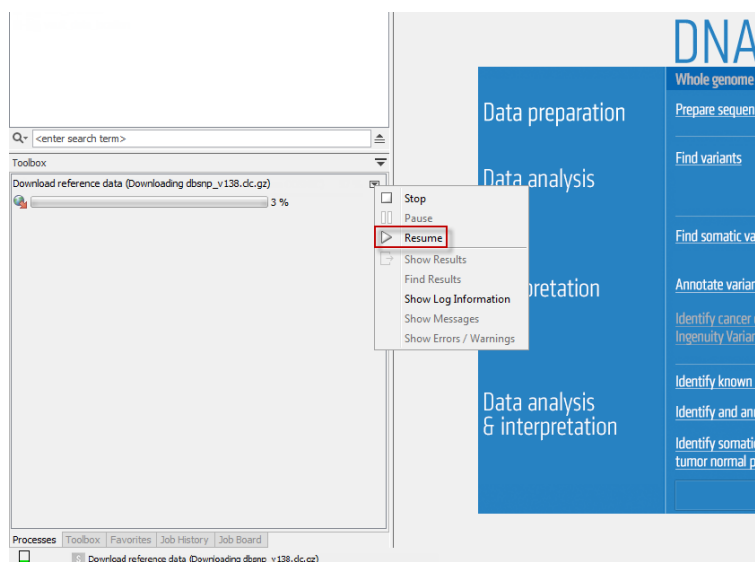 <enter search term>
Toolbox
Download reference data (Downloading dbsnp_v138.clc.gz)
3 %
Stop
Pause
Resume
Show Results
Find Results
Show Log Information
Show Messages
Show Errors / Warnings
Processes Toolbox Favorites Job History Job Board
Download reference data (Downloading dbsnp_v138.clc.gz)
DNA
Whole genome
Data preparation
Prepare sequen
Data analysis
Find variants
Find somatic va
pretation
Annotate varian
Identify cancer
Ingenuity Varian
Identify known
Data analysis
& interpretation
Identify and an
Identify somati
tumor normal p